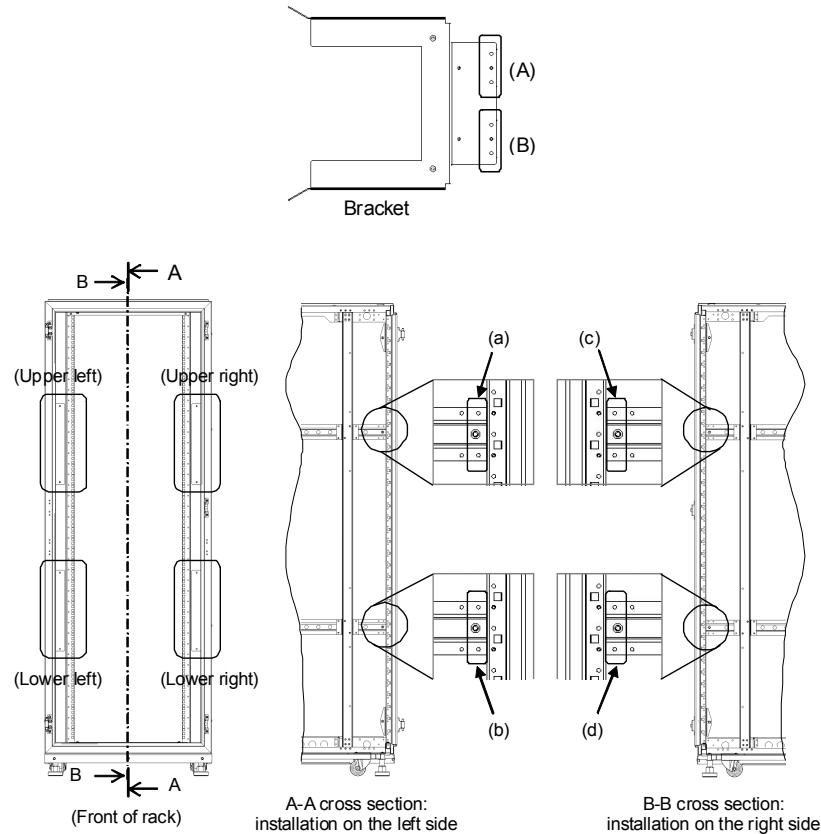 (A)
(B)
Bracket
B A
(a) (c)
(Upper left) (Upper right)
(Lower left) (Lower right)
(b) (d)
B A
(Front of rack)
A-A cross section:
installation on the left side
B-B cross section:
installation on the right side